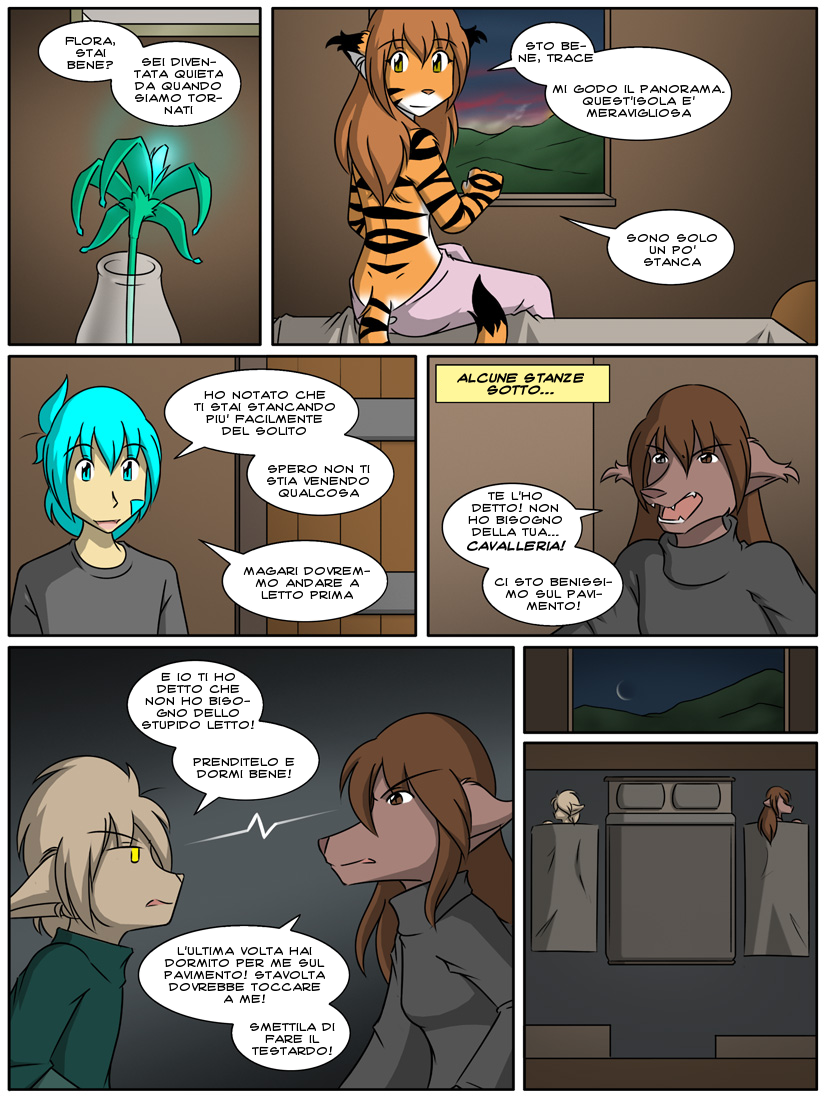 FLORA,
STAI
BENE?
SEI DIVEN-
TATA QUIETA
DA QUANDO
SIAMO TOR-
NATI
STO BE-
NE, TRACE
MI GODO IL PANORAMA.
QUEST'ISOLA E'
MERAVIGLIOSA
SONO SOLO
UN PO'
STANCA
HO NOTATO CHE
TI STAI STANCANDO
PIU' FACILMENTE
DEL SOLITO
SPERO NON TI
STIA VENENDO
QUALCOSA
MAGARI DOVREM-
MO ANDARE A
LETTO PRIMA
ALCUNE STANZE
SOTTO...
TE L'HO
DETTO! NON
HO BISOGNO
DELLA TUA...
CAVALLERIA!
CI STO BENISSI-
MO SUL PAVI-
MENTO!
E IO TI HO
DETTO CHE
NON HO BISO-
GNO DELLO
STUPIDO LETTO!
PRENDITELO E
DORMI BENE!
L'ULTIMA VOLTA HAI
DORMITO PER ME SUL
PAVIMENTO! STAVOLTA
DOVREBBE TOCCARE
A ME!
SMETTILA DI
FARE IL
TESTARDO!